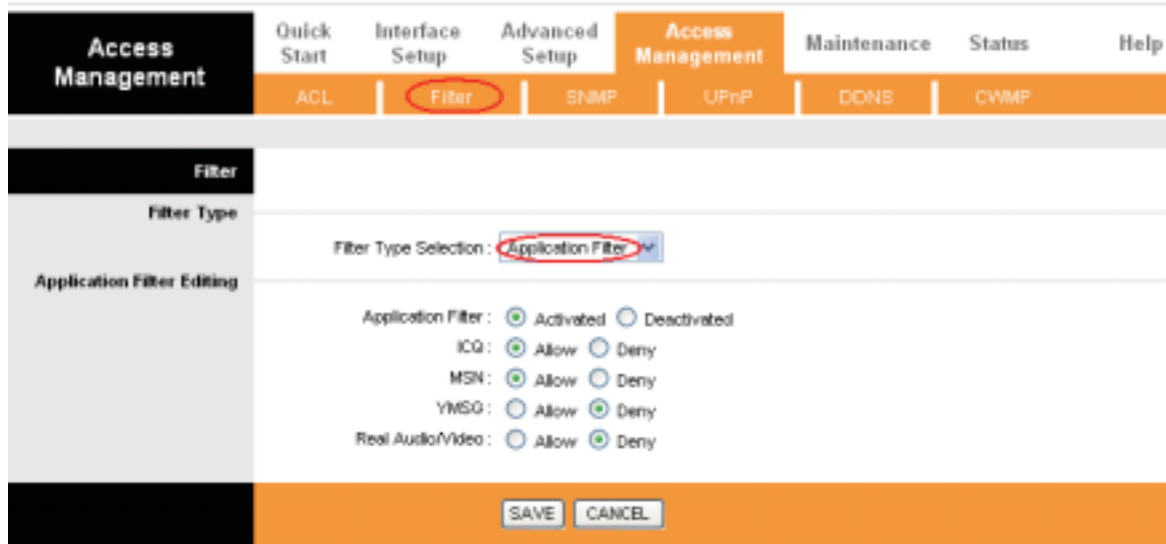 Access Management
Quick Start
Interface Setup
Advanced Setup
Access Management
Maintenance
Status
Help
ACL
Filter
SNMP
UPnP
DDNS
CWMP
Filter
Filter Type
Filter Type Selection : Application Filter
Application Filter Editing
Application Filter : Activated Deactivated
ICQ : Allow Deny
MSN : Allow Deny
YMSG : Allow Deny
Real Audio/Video : Allow Deny
SAVE CANCEL